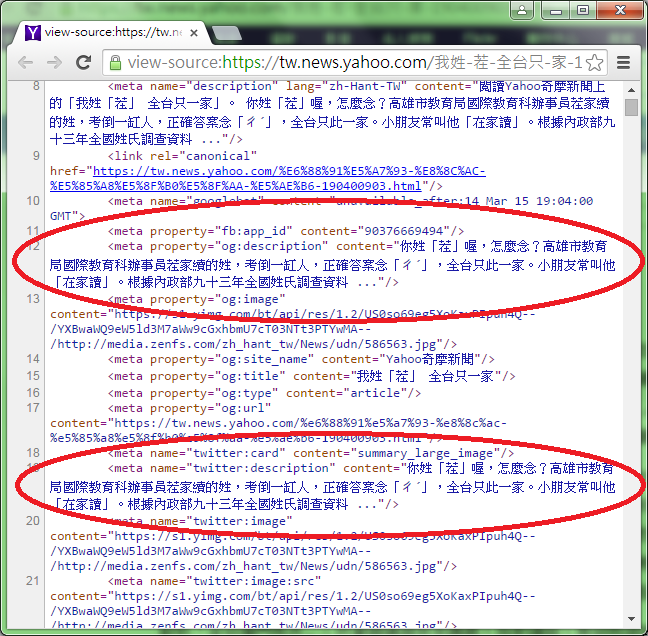 view-source:https://tw.ne
view-source:https://tw.news.yahoo.com/我姓-茬-全台只-家-1
8 <meta name="description" lang="zh-Hant-TW" content="閱讀Yahoo奇摩新聞上
的「我姓「茬」 全台只一家」。 你姓「茬」喔，怎麼念？高雄市教育局國際教育科辦事員茬家續
的姓，考倒一缸人，正確答案念「ㄔˊ」，全台只此一家。小朋友常叫他「在家讀」。根據內政部九
十三年全國姓氏調查資料 ..."/>
9 <link rel="canonical"
href="https://tw.news.yahoo.com/%E6%88%91%E5%A7%93-%E8%8C%AC-
%E5%85%A8%E5%8F%B0%E5%8F%AA-%E5%AE%B6-190400903.html"/>
10 <meta name="googlebot" content="unavailable_after:14 Mar 15 19:04:00
GMT">
11 <meta property="fb:app_id" content="90376669494"/>
12 <meta property="og:description" content="你姓「茬」喔，怎麼念？高雄市教育
局國際教育科辦事員茬家續的姓，考倒一缸人，正確答案念「ㄔˊ」，全台只此一家。小朋友常叫他
「在家讀」。根據內政部九十三年全國姓氏調查資料 ..."/>
13 <meta property="og:image"
content="https://s1.yimg.com/bt/api/res/1.2/US0so69eg5XoKaxPIpuh4Q--
/YXBwaWQ9eW5ld3M7aWw9cGxhbmU7cT03NTt3PTYwMA--
/http://media.zenfs.com/zh_hant_tw/News/udn/586563.jpg"/>
14 <meta property="og:site_name" content="Yahoo奇摩新聞"/>
15 <meta property="og:title" content="我姓「茬」 全台只一家"/>
16 <meta property="og:type" content="article"/>
17 <meta property="og:url"
content="https://tw.news.yahoo.com/%e6%88%91%e5%a7%93-%e8%8c%ac-
%e5%85%a8%e5%8f%b0%e5%8f%aa-%e5%ae%b6-190400903.html"/>
18 <meta name="twitter:card" content="summary_large_image"/>
19 <meta name="twitter:description" content="你姓「茬」喔，怎麼念？高雄市教育
局國際教育科辦事員茬家續的姓，考倒一缸人，正確答案念「ㄔˊ」，全台只此一家。小朋友常叫他
「在家讀」。根據內政部九十三年全國姓氏調查資料 ..."/>
20 <meta name="twitter:image"
content="https://s1.yimg.com/bt/api/res/1.2/US0so69eg5XoKaxPIpuh4Q--
/YXBwaWQ9eW5ld3M7aWw9cGxhbmU7cT03NTt3PTYwMA--
/http://media.zenfs.com/zh_hant_tw/News/udn/586563.jpg"/>
21 <meta name="twitter:image:src"
content="https://s1.yimg.com/bt/api/res/1.2/US0so69eg5XoKaxPIpuh4Q--
/YXBwaWQ9eW5ld3M7aWw9cGxhbmU7cT03NTt3PTYwMA--
/http://media.zenfs.com/zh_hant_tw/News/udn/586563.jpg"/>